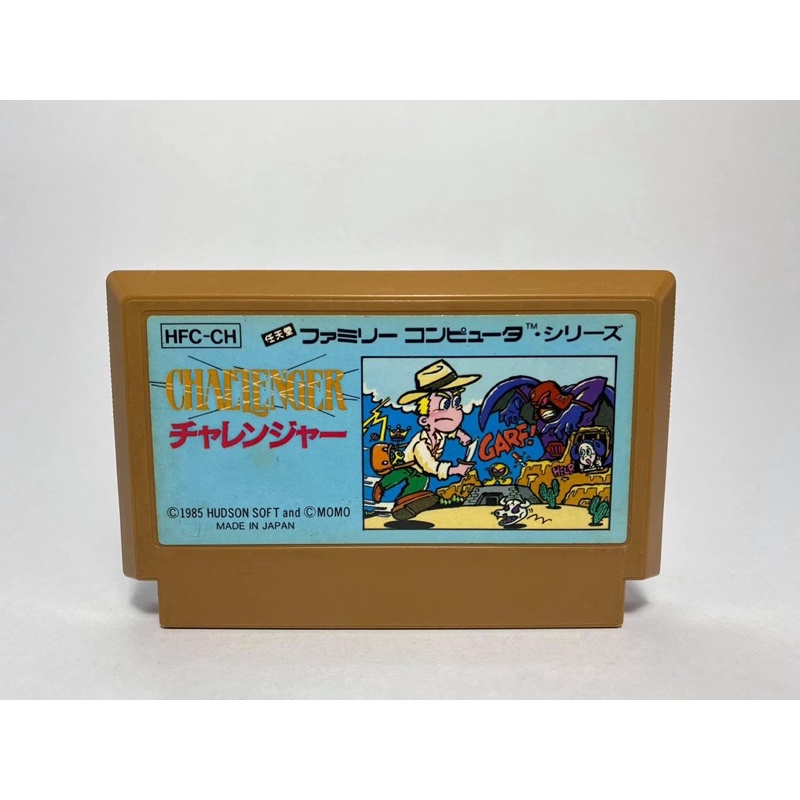 HFC-CH
任天堂 ファミリー コンピュータ™・シリーズ
CHALLENGER
チャレンジャー
GARF!
HELP
©1985 HUDSON SOFT and ©MOMO
MADE IN JAPAN